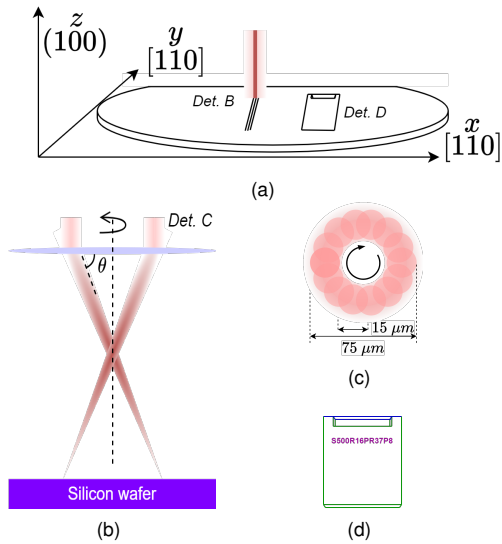 z
(100)
y
[110]
Det. B
Det. D
x
[110]
(a)
Det. C
θ
Silicon wafer
(b)
15 μm
75 μm
(c)
S500R16PR37P8
(d)